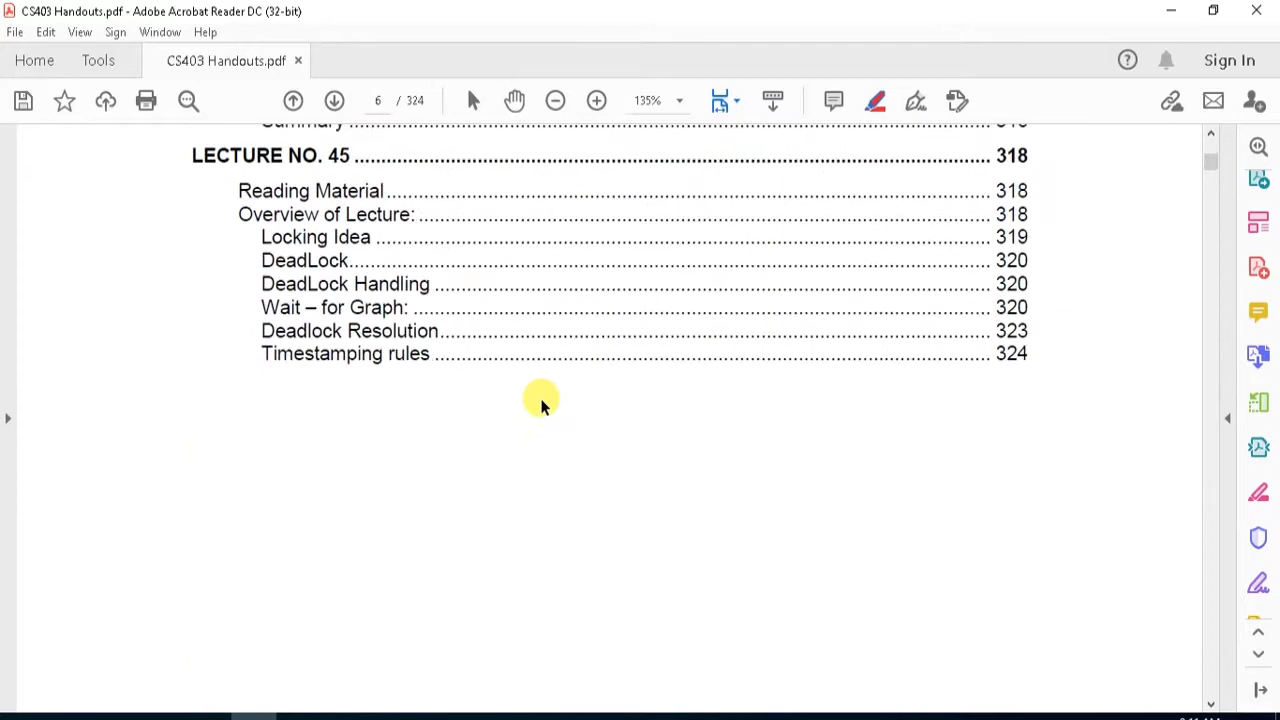 CS403 Handouts.pdf - Adobe Acrobat Reader DC (32-bit)
File Edit View Sign Window Help
Home Tools CS403 Handouts.pdf × Sign In
6 / 324 135%
Summary
LECTURE NO. 45 ........................................................................................................ 318
Reading Material ........................................................................................................ 318
Overview of Lecture: ........................................................................................................ 318
Locking Idea ........................................................................................................ 319
DeadLock ........................................................................................................ 320
DeadLock Handling ........................................................................................................ 320
Wait – for Graph: ........................................................................................................ 320
Deadlock Resolution ........................................................................................................ 323
Timestamping rules ........................................................................................................ 324